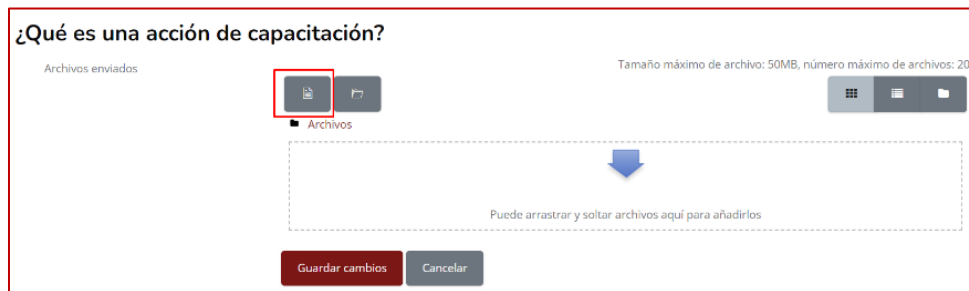 ¿Qué es una acción de capacitación?
Archivos enviados
Tamaño máximo de archivo: 50MB, número máximo de archivos: 20
Archivos
Puede arrastrar y soltar archivos aquí para añadirlos
Guardar cambios
Cancelar